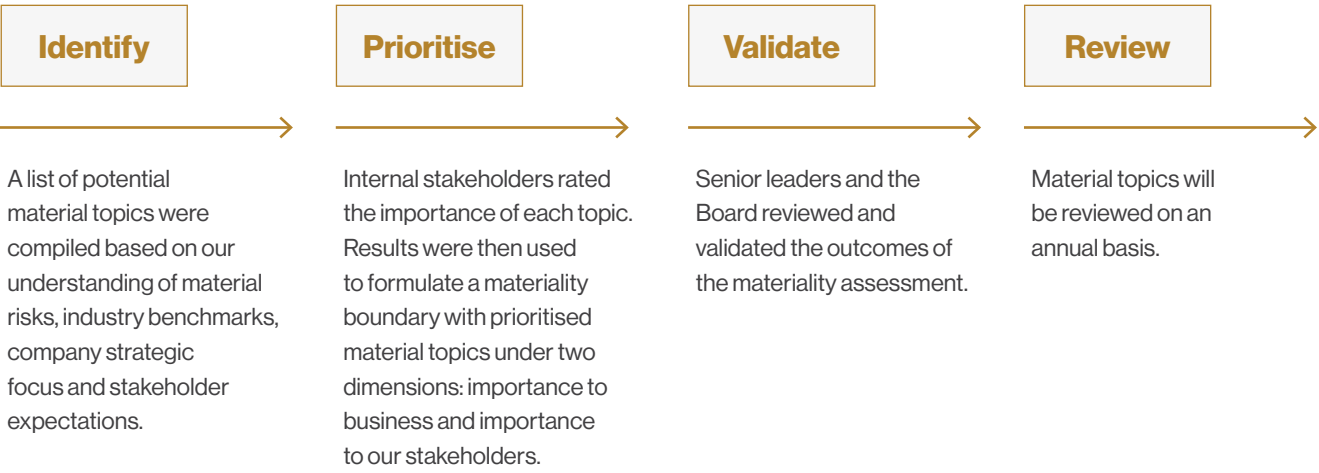 Identify
A list of potential
material topics were
compiled based on our
understanding of material
risks, industry benchmarks,
company strategic
focus and stakeholder
expectations.
Prioritise
Internal stakeholders rated
the importance of each topic.
Results were then used
to formulate a materiality
boundary with prioritised
material topics under two
dimensions: importance to
business and importance
to our stakeholders.
Validate
Senior leaders and the
Board reviewed and
validated the outcomes of
the materiality assessment.
Review
Material topics will
be reviewed on an
annual basis.